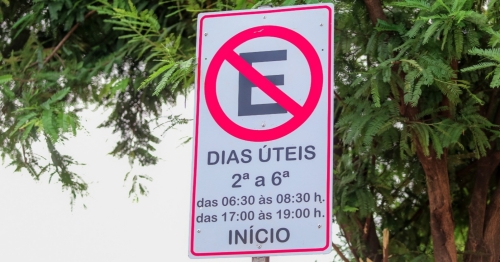 E
DIAS ÚTEIS
2ª a 6ª
das 06:30 às 08:30 h.
das 17:00 às 19:00 h.
INÍCIO